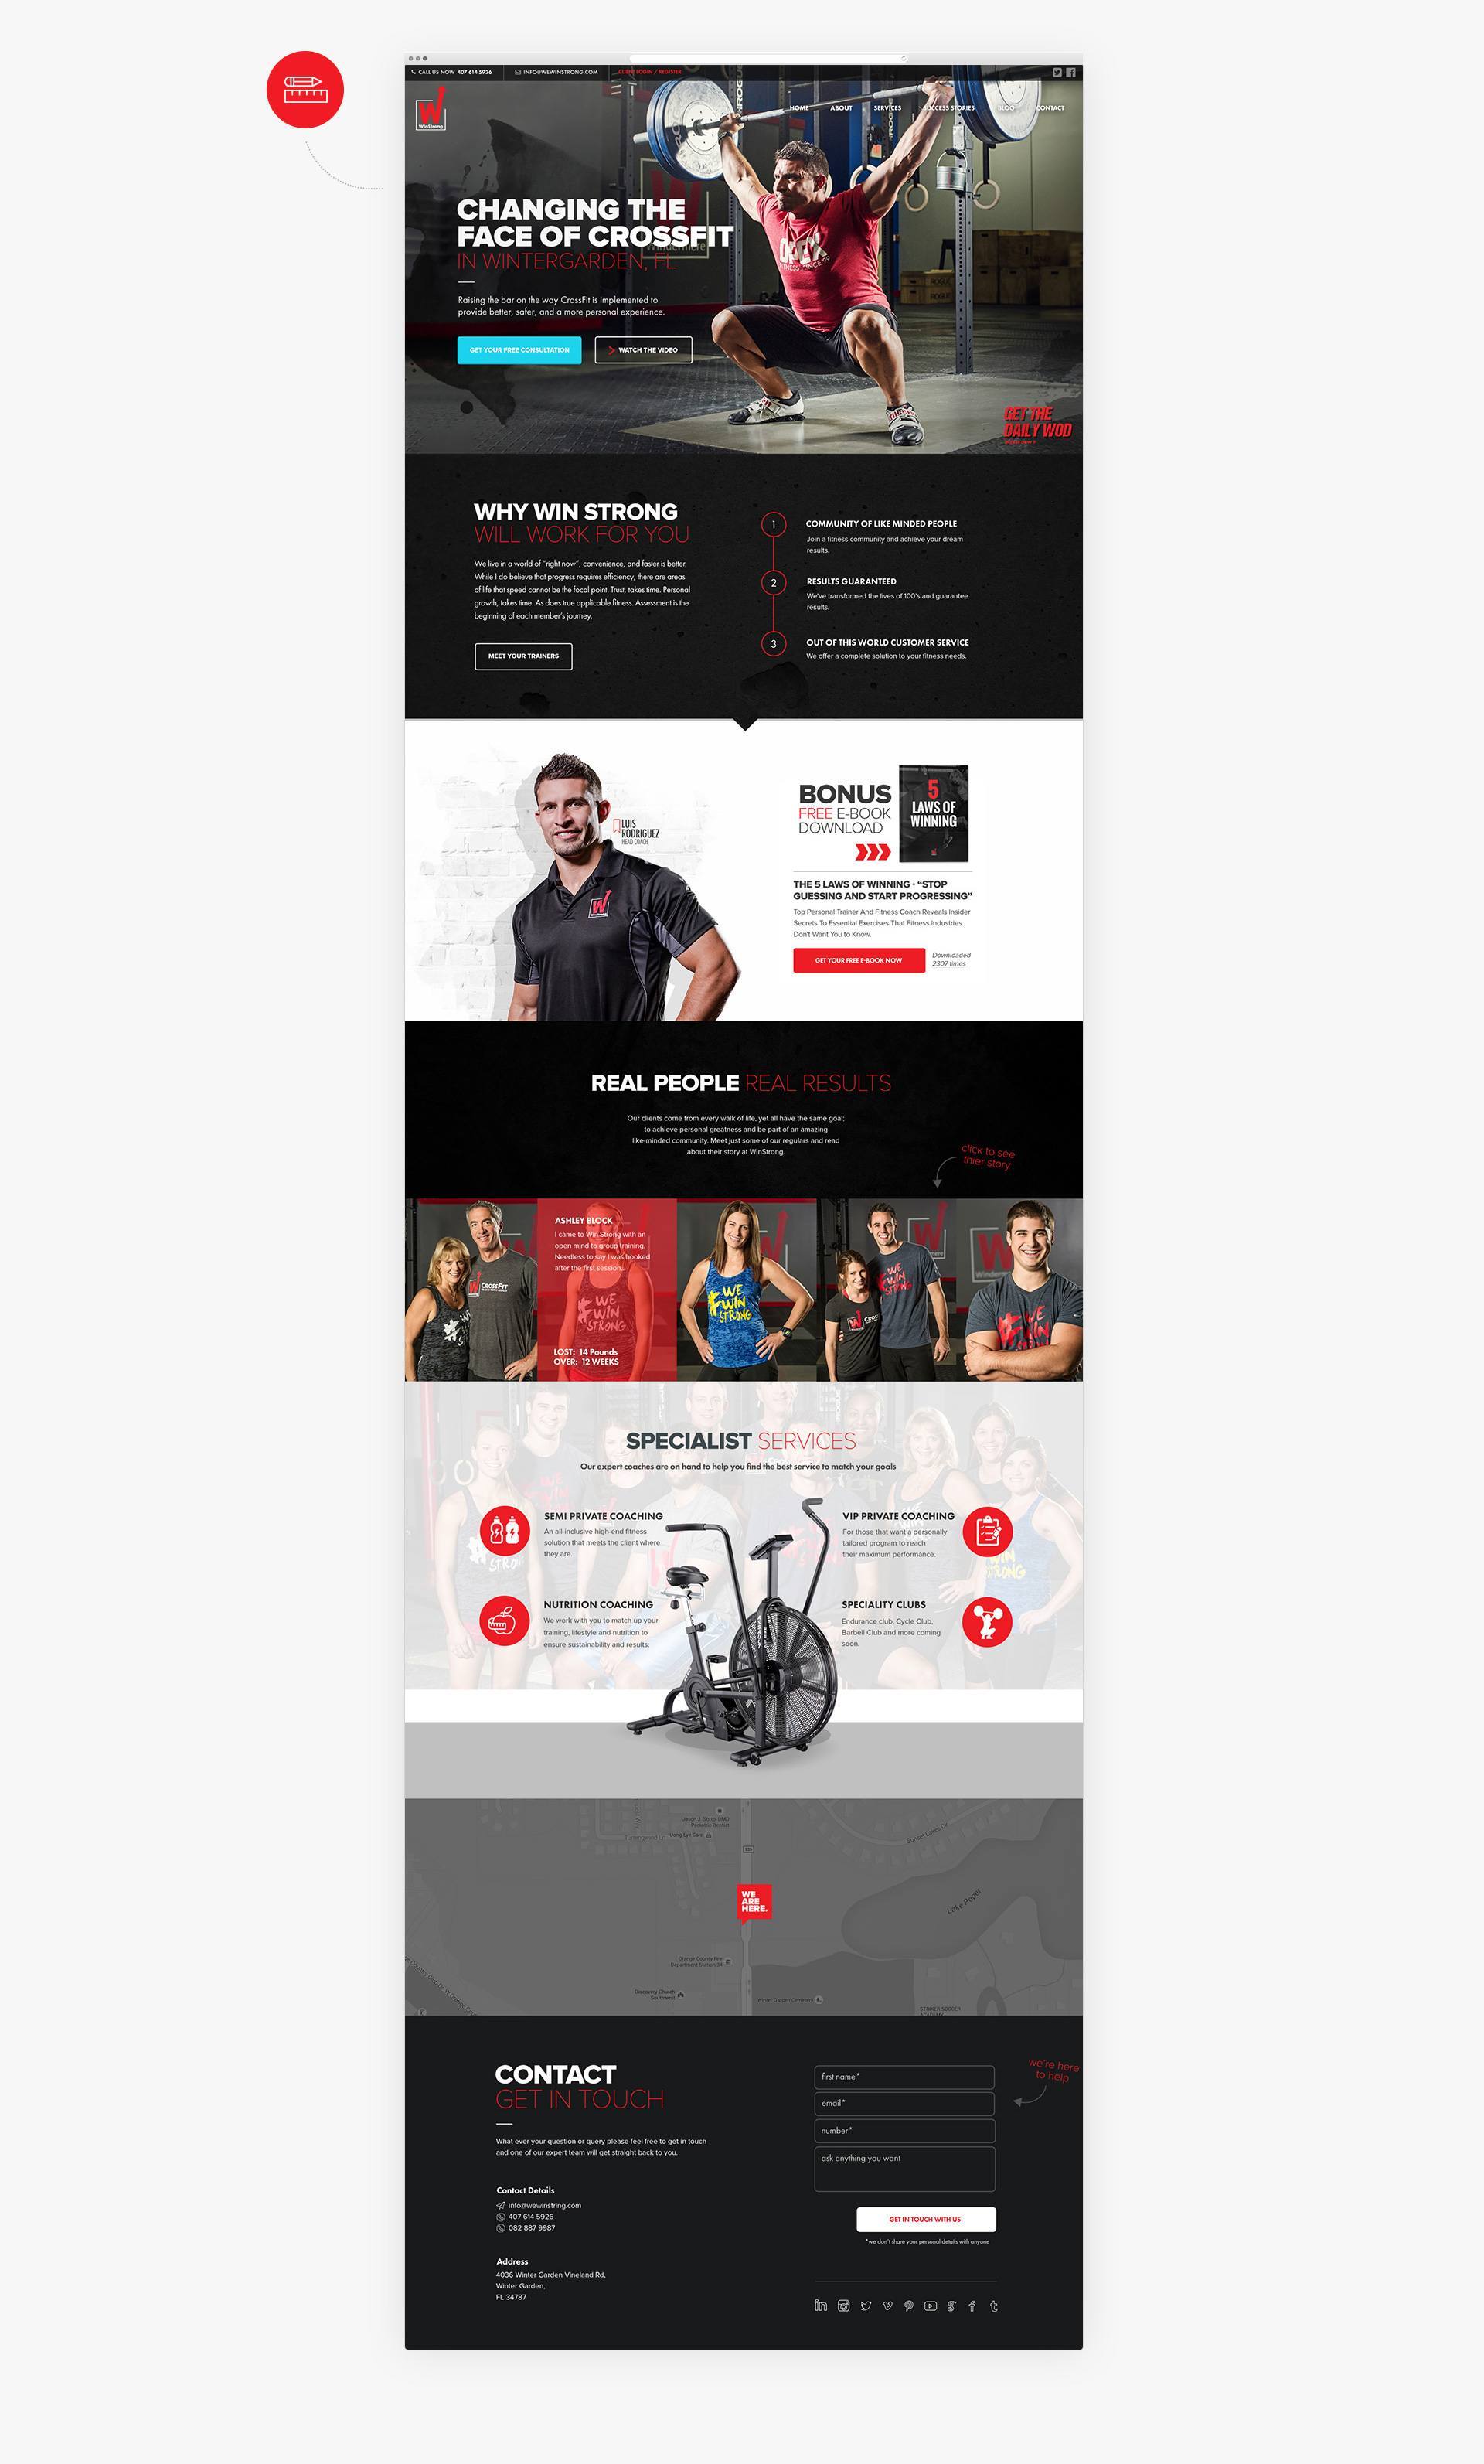 CALL US NOW 407 614 5926
INFO@WEWINSTRONG.COM
CLIENT LOGIN / REGISTER
W
WinStrong
HOME
ABOUT
SERVICES
SUCCESS STORIES
BLOG
CONTACT
CHANGING THE
FACE OF CROSSFIT
IN WINTERGARDEN, FL
Raising the bar on the way CrossFit is implemented to
provide better, safer, and a more personal experience.
GET YOUR FREE CONSULTATION
WATCH THE VIDEO
GET THE
DAILY WOD
WHY WIN STRONG
WILL WORK FOR YOU
We live in a world of “right now”, convenience, and faster is better.
While I do believe that progress requires efficiency, there are areas
of life that speed cannot be the focal point. Trust, takes time. Personal
growth, takes time. As does true applicable fitness. Assessment is the
beginning of each member’s journey.
MEET YOUR TRAINERS
1
COMMUNITY OF LIKE MINDED PEOPLE
Join a fitness community and achieve your dream
results.
2
RESULTS GUARANTEED
We've transformed the lives of 100's and guarantee
results.
3
OUT OF THIS WORLD CUSTOMER SERVICE
We offer a complete solution to your fitness needs.
LUIS
RODRIGUEZ
HEAD COACH
W
WinStrong
BONUS
FREE E-BOOK
DOWNLOAD
5
LAWS OF
WINNING
THE 5 LAWS OF WINNING - “STOP
GUESSING AND START PROGRESSING”
Top Personal Trainer And Fitness Coach Reveals Insider
Secrets To Essential Exercises That Fitness Industries
Don't Want You to Know.
GET YOUR FREE E-BOOK NOW
Downloaded
2307 times
REAL PEOPLE REAL RESULTS
Our clients come from every walk of life, yet all have the same goal;
to achieve personal greatness and be part of an amazing
like-minded community. Meet just some of our regulars and read
about their story at WinStrong.
click to see
thier story
CROSSFIT
ASHLEY BLOCK
I came to Win Strong with an
open mind to group training.
Needless to say I was hooked
after the first session.
WE
WIN
STRONG
LOST: 14 Pounds
OVER: 12 WEEKS
WE
WIN
STRONG
WE
WIN
STRONG
WE
WIN
SPECIALIST SERVICES
Our expert coaches are on hand to help you find the best service to match your goals
SEMI PRIVATE COACHING
An all-inclusive high-end fitness
solution that meets the client where
they are.
VIP PRIVATE COACHING
For those that want a personally
tailored program to reach
their maximum performance.
NUTRITION COACHING
We work with you to match up your
training, lifestyle and nutrition to
ensure sustainability and results.
SPECIALITY CLUBS
Endurance club, Cycle Club,
Barbell Club and more coming
soon.
WE
ARE
HERE.
Lake Roper
Orange County Fire
Department Station 34
Discovery Church
Southwest
Winter Garden Cemetery
STRIKER SOCCER
CONTACT
GET IN TOUCH
What ever your question or query please feel free to get in touch
and one of our expert team will get straight back to you.
Contact Details
info@wewinstring.com
407 614 5926
082 887 9987
Address
4036 Winter Garden Vineland Rd,
Winter Garden,
FL 34787
first name*
email*
number*
ask anything you want
we're here
to help
GET IN TOUCH WITH US
*we don't share your personal details with anyone